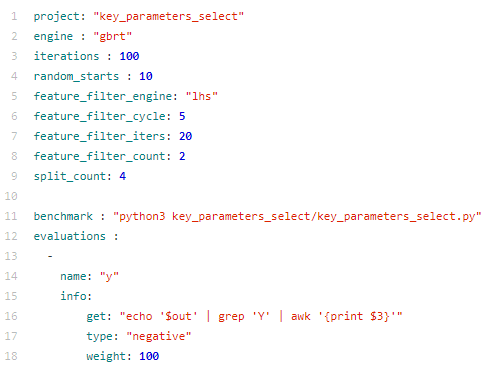 1 project: "key_parameters_select"
2 engine : "gbrt"
3 iterations : 100
4 random_starts : 10
5 feature_filter_engine: "lhs"
6 feature_filter_cycle: 5
7 feature_filter_iters: 20
8 feature_filter_count: 2
9 split_count: 4
10
11 benchmark : "python3 key_parameters_select/key_parameters_select.py"
12 evaluations :
13 -
14 name: "y"
15 info:
16 get: "echo '$out' | grep 'Y' | awk '{print $3}'"
17 type: "negative"
18 weight: 100